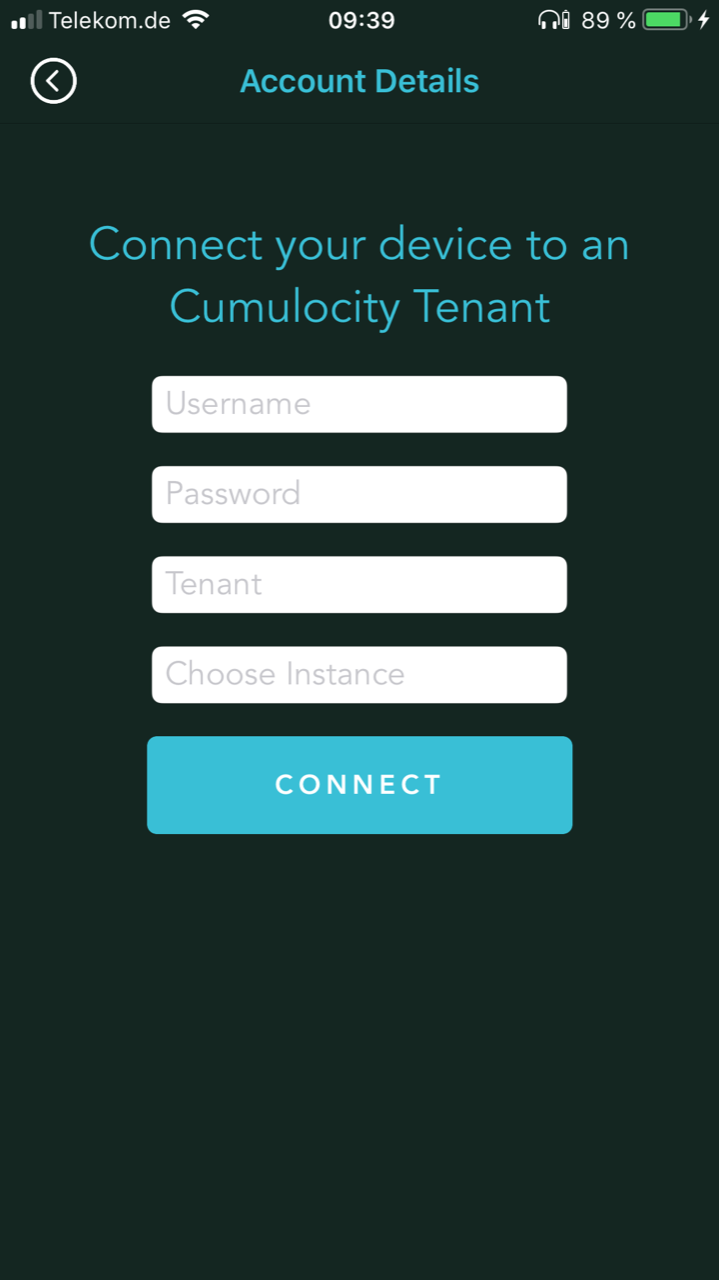 Telekom.de 09:39 89 %
Account Details
Connect your device to an
Cumulocity Tenant
Username
Password
Tenant
Choose Instance
CONNECT